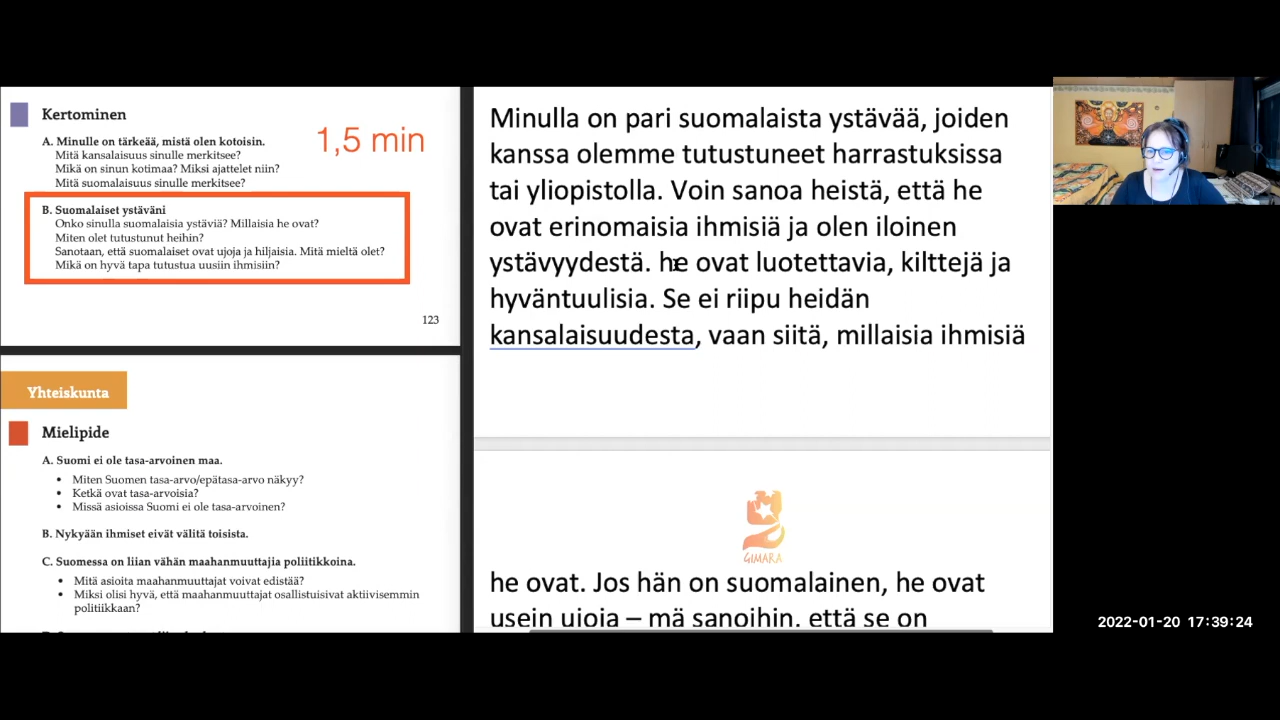 Kertominen
A. Minulle on tärkeää, mistä olen kotoisin.
Mitä kansalaisuus sinulle merkitsee?
Mikä on sinun kotimaa? Miksi ajattelet niin?
Mitä suomalaisuus sinulle merkitsee?
1,5 min
B. Suomalaiset ystäväni
Onko sinulla suomalaisia ystäviä? Millaisia he ovat?
Miten olet tutustunut heihin?
Sanotaan, että suomalaiset ovat ujoja ja hiljaisia. Mitä mieltä olet?
Mikä on hyvä tapa tutustua uusiin ihmisiin?
123
Yhteiskunta
Mielipide
A. Suomi ei ole tasa-arvoinen maa.
• Miten Suomen tasa-arvo/epätasa-arvo näkyy?
• Ketkä ovat tasa-arvoisia?
• Missä asioissa Suomi ei ole tasa-arvoinen?
B. Nykyään ihmiset eivät välitä toisista.
C. Suomessa on liian vähän maahanmuuttajia poliitikkoina.
• Mitä asioita maahanmuuttajat voivat edistää?
• Miksi olisi hyvä, että maahanmuuttajat osallistuisivat aktiivisemmin
politiikkaan?
Minulla on pari suomalaista ystävää, joiden
kanssa olemme tutustuneet harrastuksissa
tai yliopistolla. Voin sanoa heistä, että he
ovat erinomaisia ihmisiä ja olen iloinen
ystävyydestä. he ovat luotettavia, kilttejä ja
hyväntuulisia. Se ei riipu heidän
kansalaisuudesta, vaan siitä, millaisia ihmisiä
GIMARA
he ovat. Jos hän on suomalainen, he ovat
usein ujoja – mä sanoihin, että se on
2022-01-20 17:39:24